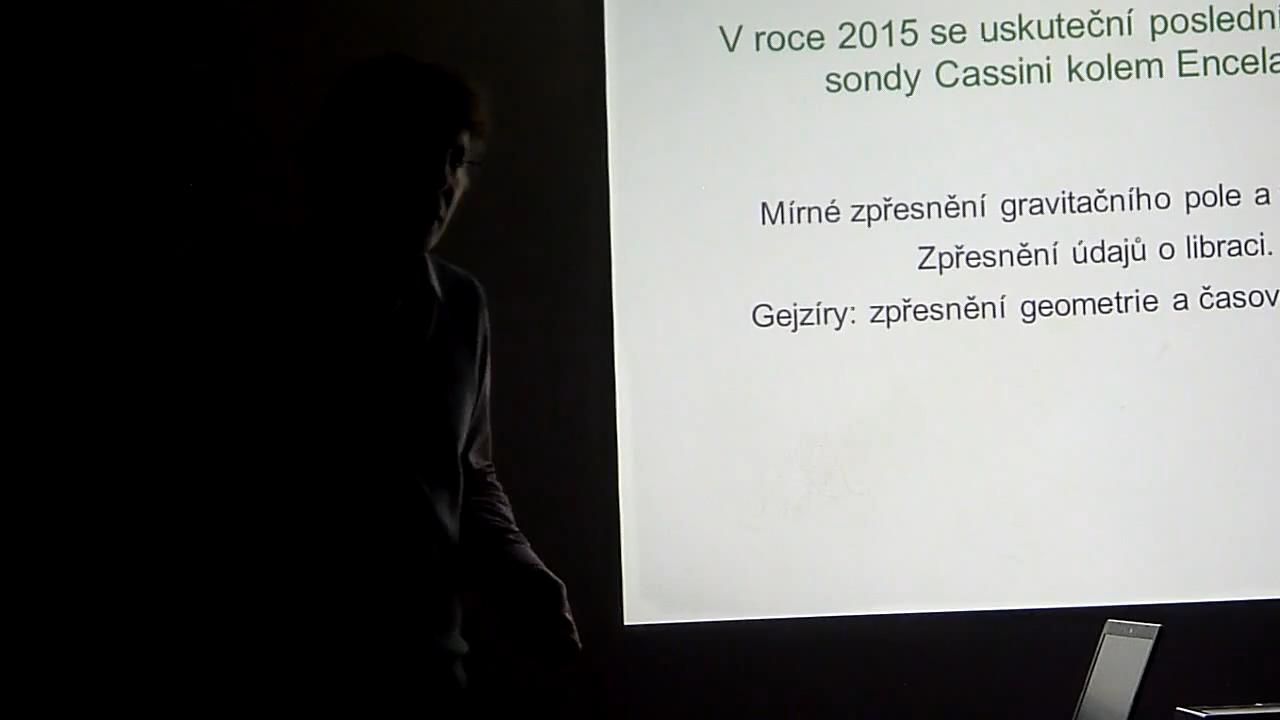 V roce 2015 se uskuteční poslední
sondy Cassini kolem
Mírné zpřesnění gravitačního pole a
Zpřesnění údajů o libraci.
Gejzíry: zpřesnění geometrie a